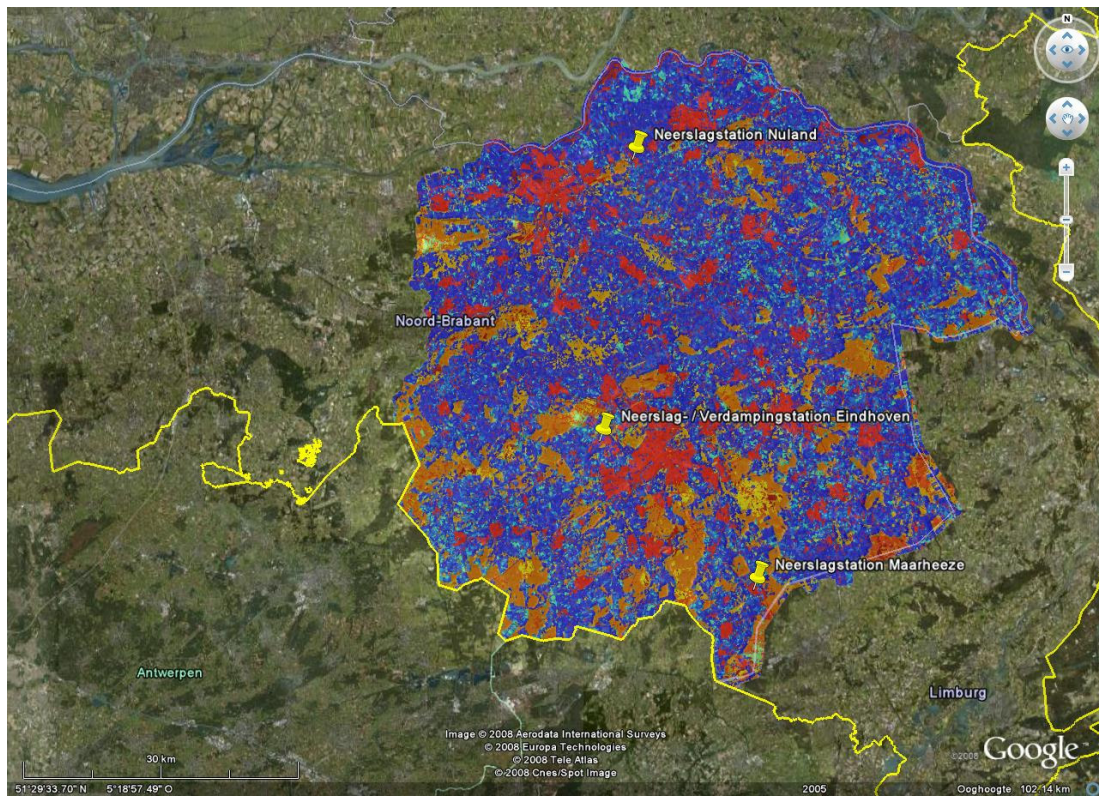 N
Neerslagstation Nuland
Noord-Brabant
Neerslag- / Verdampingstation Eindhoven
Neerslagstation Maarheeze
Antwerpen
Limburg
Image © 2008 Aerodata International Surveys
© 2008 Europa Technologies
© 2008 Tele Atlas
© 2008 Cnes/Spot Image
©2008 Google
30 km
51°29'33 70" N 5°18'57 49" O
2005
Ooghoogte 102,14 km